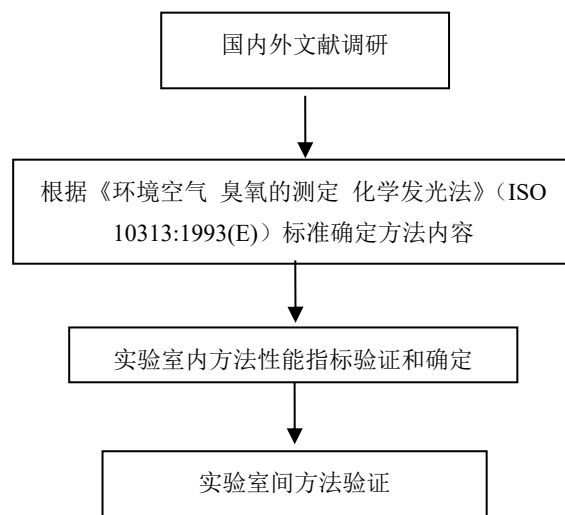 国内外文献调研
根据《环境空气 臭氧的测定 化学发光法》（ISO
10313:1993(E)）标准确定方法内容
实验室内方法性能指标验证和确定
实验室间方法验证